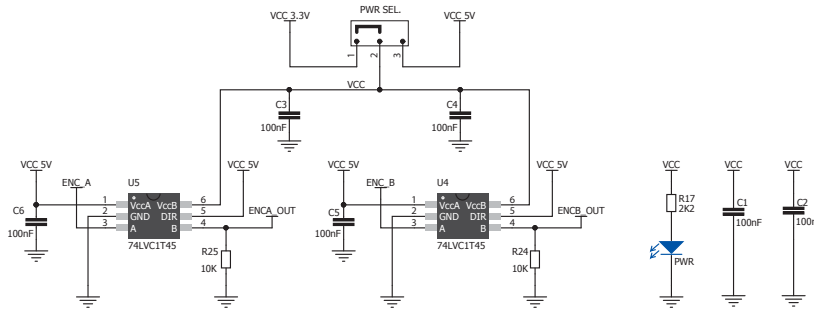 PWR SEL.
VCC 3.3V
VCC 5V
1
2
3
VCC
C3
100nF
C4
100nF
VCC 5V
ENC_A
U5
VCC 5V
C6
100nF
1
2
3
VccA VccB
GND DIR
A B
6
5
4
ENCA_OUT
74LVC1T45
R25
10K
VCC 5V
ENC_B
U4
VCC 5V
C5
100nF
1
2
3
VccA VccB
GND DIR
A B
6
5
4
ENCB_OUT
74LVC1T45
R24
10K
VCC
R17
2K2
PWR
VCC
C1
100nF
VCC
C2
100n